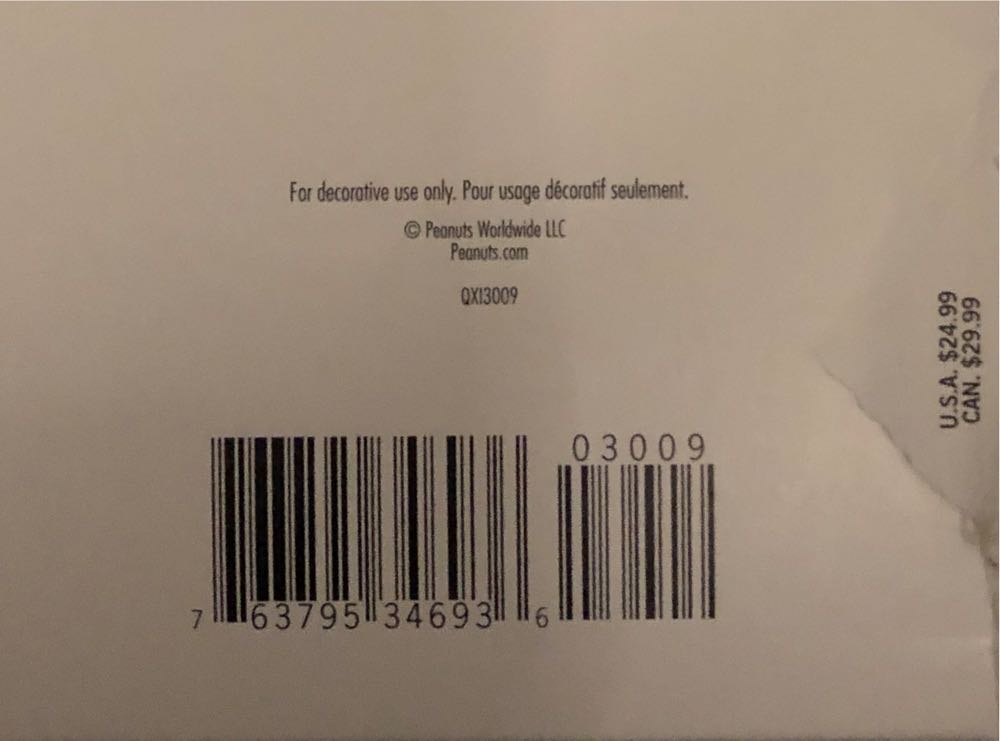 For decorative use only. Pour usage décoratif seulement.
© Peanuts Worldwide LLC
Peanuts.com
QXI3009
U.S.A. $24.99
CAN. $29.99
03009
7 63795 34693 6